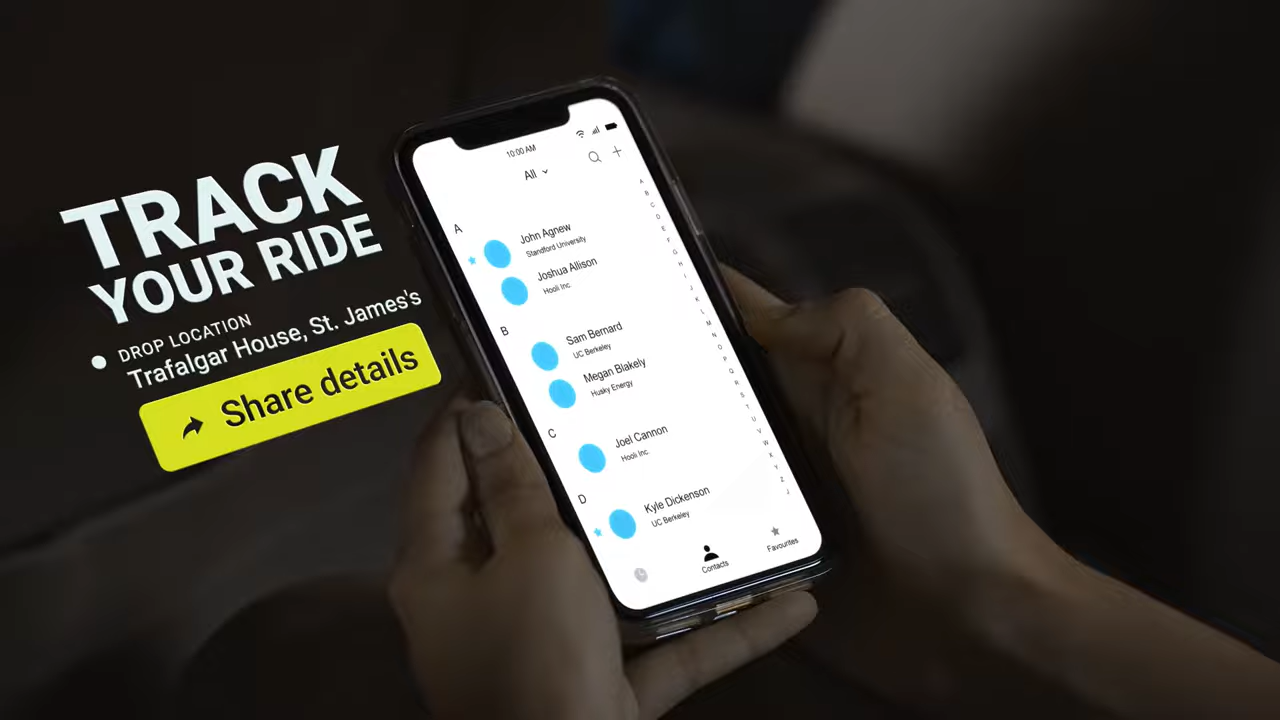 TRACK
YOUR RIDE
DROP LOCATION
Trafalgar House, St. James's
Share details
10:00 AM
All
A
John Agnew
Standford University
Joshua Allison
Hooli Inc
B
Sam Bernard
UC Berkeley
Megan Blakely
Husky Energy
C
Joel Cannon
Hooli Inc.
D
Kyle Dickenson
UC Berkeley
Contacts
Favourites
A
B
C
D
E
F
G
H
I
J
K
L
M
N
O
P
Q
R
S
T
U
V
W
X
Y
Z